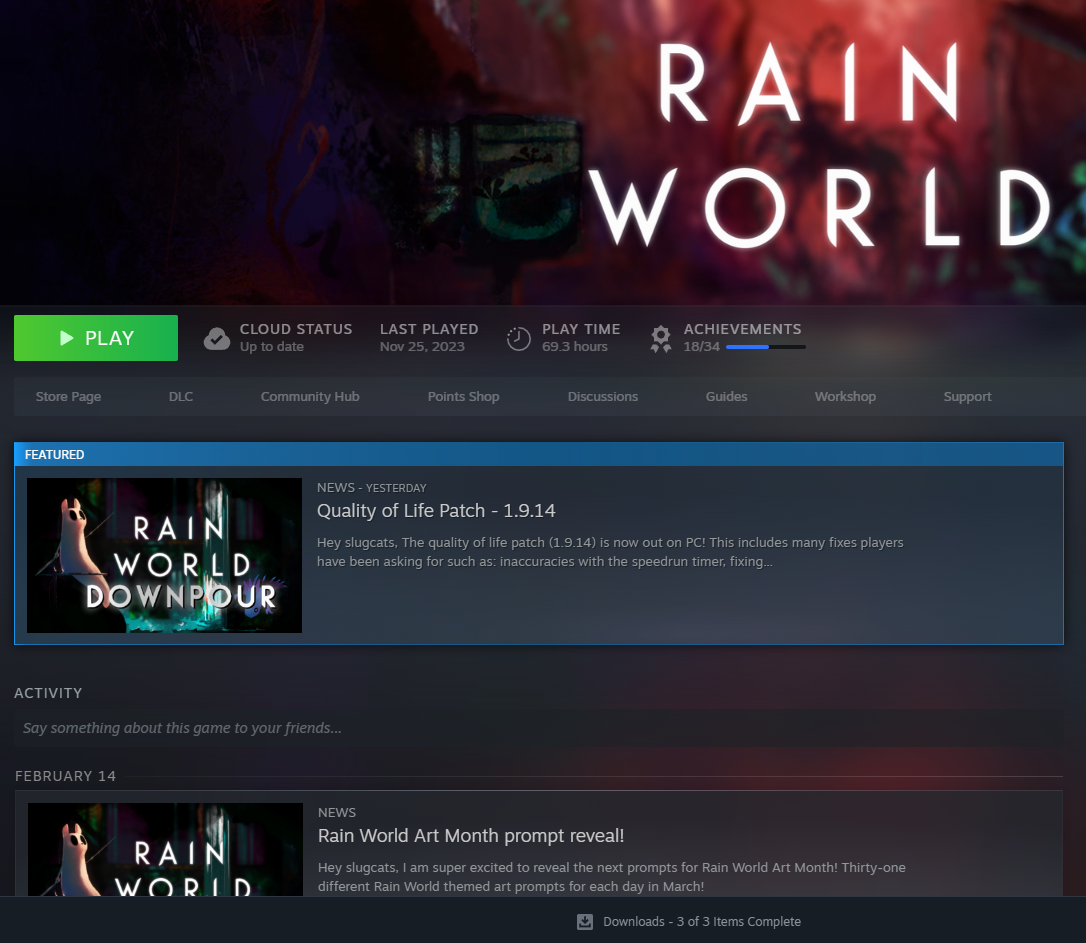 RAIN
WORLD
PLAY
CLOUD STATUS
Up to date
LAST PLAYED
Nov 25, 2023
PLAY TIME
69.3 hours
ACHIEVEMENTS
18/34
Store Page DLC Community Hub Points Shop Discussions Guides Workshop Support
FEATURED
RAIN
WORLD
DOWNPOUR
NEWS - YESTERDAY
Quality of Life Patch - 1.9.14
Hey slugcats, The quality of life patch (1.9.14) is now out on PC! This includes many fixes players
have been asking for such as: inaccuracies with the speedrun timer, fixing...
ACTIVITY
Say something about this game to your friends...
FEBRUARY 14
RAIN
WORLD
NEWS
Rain World Art Month prompt reveal!
Hey slugcats, I am super excited to reveal the next prompts for Rain World Art Month! Thirty-one
different Rain World themed art prompts for each day in March!
Downloads - 3 of 3 Items Complete